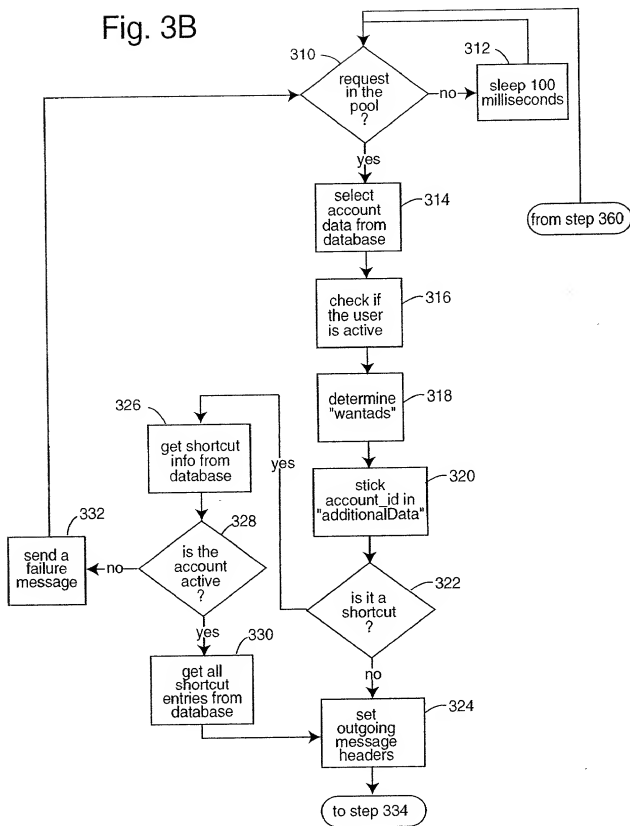 Fig. 3B
310
request
in the
pool
?
no
312
sleep 100
milliseconds
yes
select
account
data from
database
314
from step 360
check if
the user
is active
316
determine
"wantads"
318
326
get shortcut
info from
database
yes
stick
account_id in
"additionalData"
320
332
send a
failure
message
no
328
is the
account
active
?
322
is it a
shortcut
?
yes
330
get all
shortcut
entries from
database
no
324
set
outgoing
message
headers
to step 334